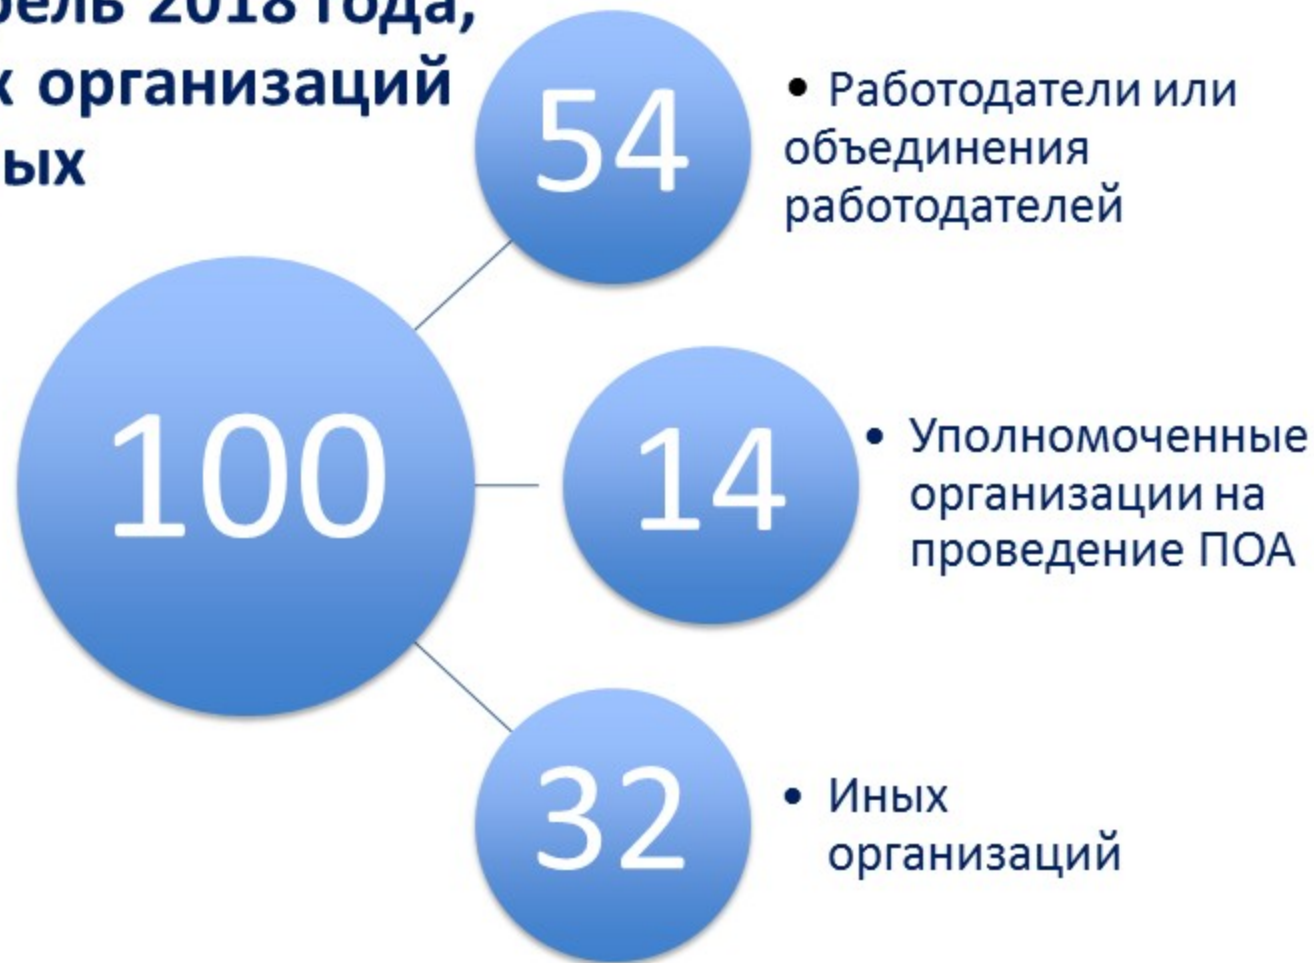 2018 года,
организаций
54
• Работодатели или
объединения
работодателей
100
14
• Уполномоченные
организации на
проведение ПОА
32
• Иных
организаций